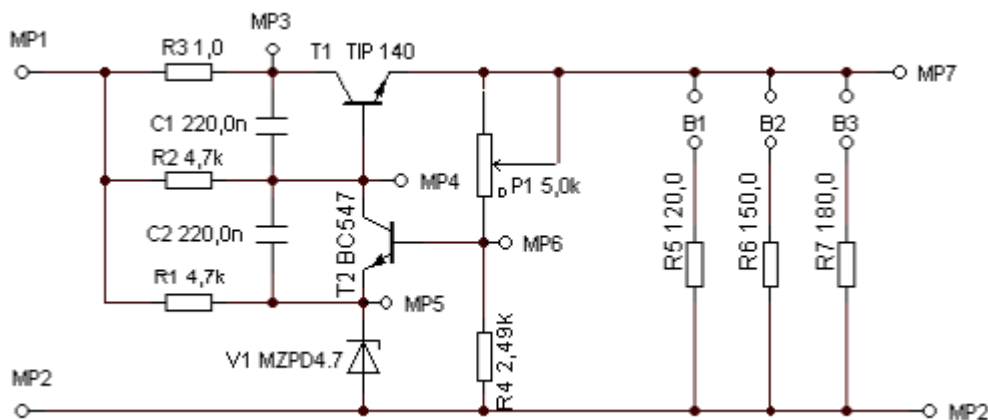 MP1
R3 1,0
MP3
T1 TIP 140
MP7
C1 220,0n
R2 4,7k
MP4
C2 220,0n
R1 4,7k
MP5
T2 BC547
P1 5,0k
MP6
B1
B2
B3
R5 120,0
R6 150,0
R7 180,0
V1 MZPD4.7
R4 2,49k
MP2
MP2